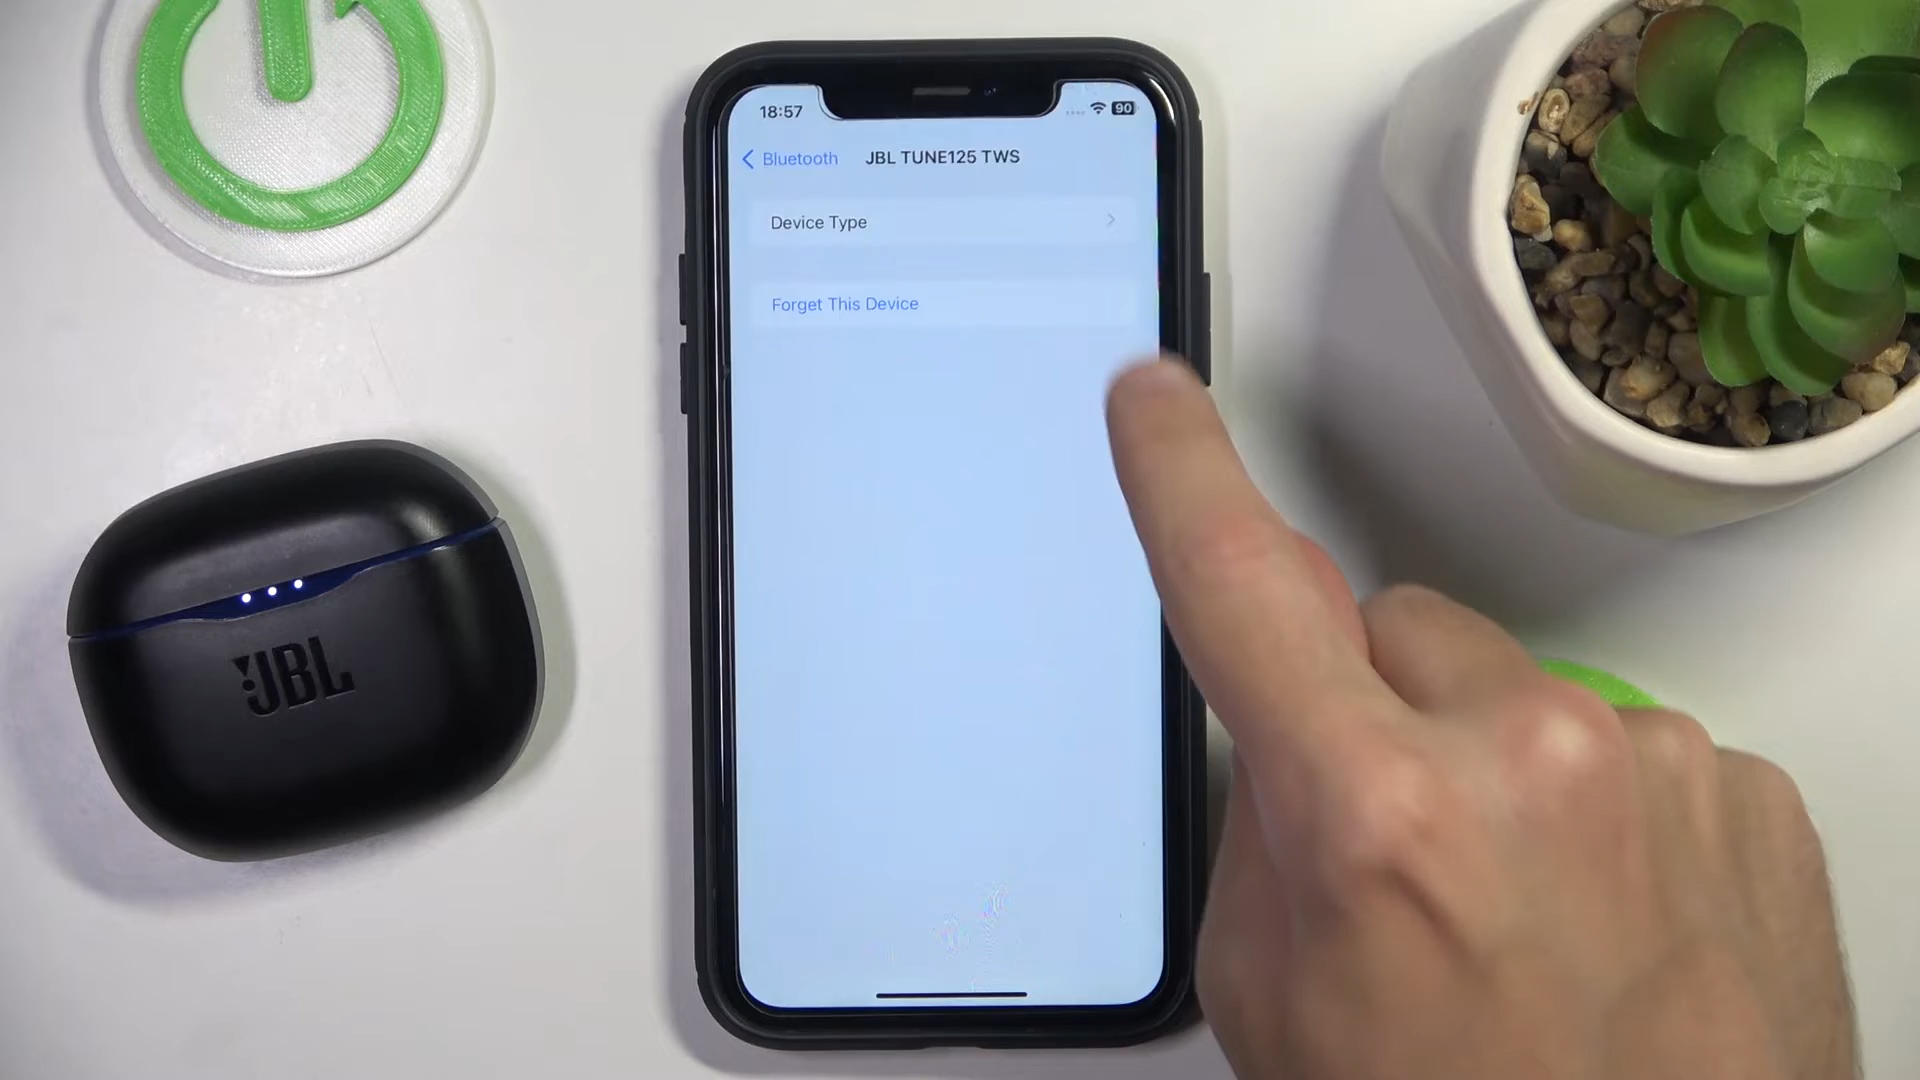 18:57
90
Bluetooth
JBL TUNE125 TWS
Device Type
Forget This Device
JBL